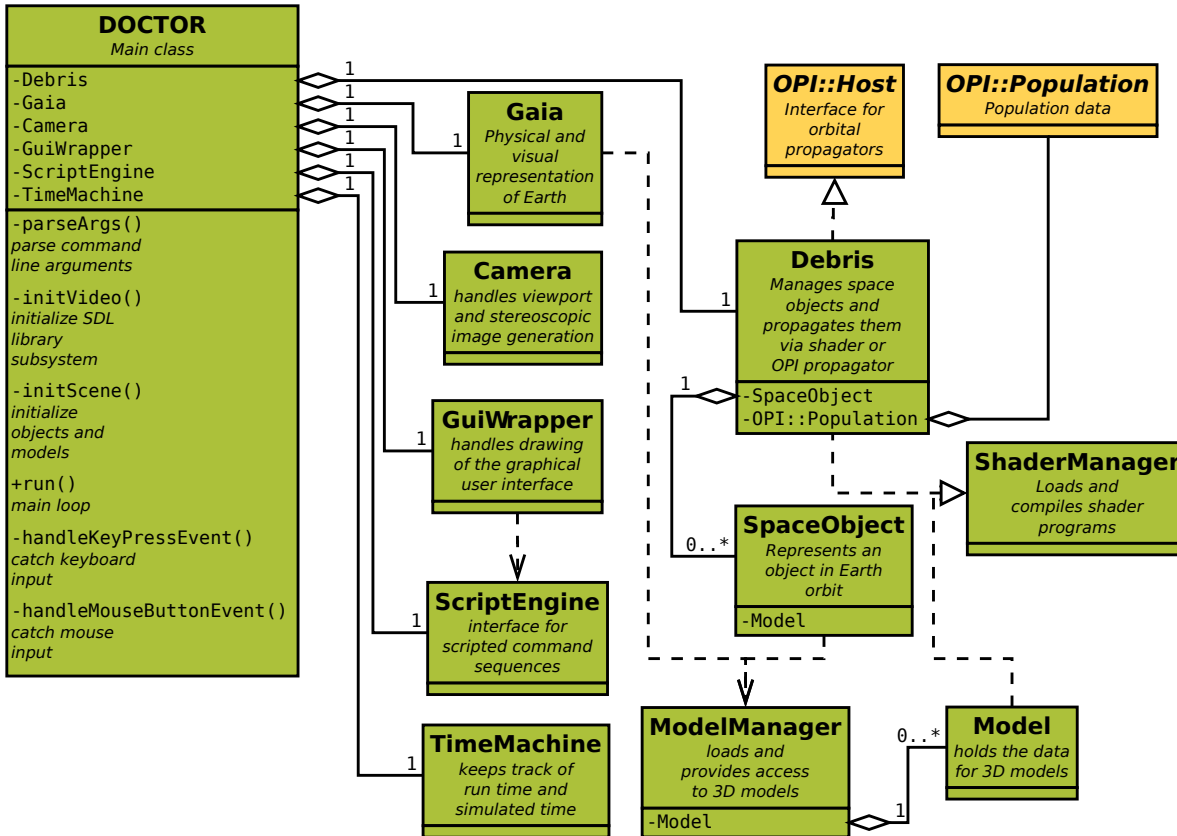 DOCTOR
Main class
-Debris
-Gaia
-Camera
-GuiWrapper
-ScriptEngine
-TimeMachine
-parseArgs()
parse command
line arguments
-initVideo()
initialize SDL
library
subsystem
-initScene()
initialize
objects and
models
+run()
main loop
-handleKeyPressEvent()
catch keyboard
input
-handleMouseButtonEvent()
catch mouse
input
1
1
1
1
1
1
1
Gaia
Physical and
visual
representation
of Earth
1
Camera
handles viewport
and stereoscopic
image generation
1
GuiWrapper
handles drawing
of the graphical
user interface
1
ScriptEngine
interface for
scripted command
sequences
1
TimeMachine
keeps track of
run time and
simulated time
OPI::Host
Interface for
orbital
propagators
OPI::Population
Population data
1
Debris
Manages space
objects and
propagates them
via shader or
OPI propagator
-SpaceObject
-OPI::Population
1
0..*
ShaderManager
Loads and
compiles shader
programs
SpaceObject
Represents an
object in Earth
orbit
-Model
ModelManager
loads and
provides access
to 3D models
-Model
1
0..*
Model
holds the data
for 3D models